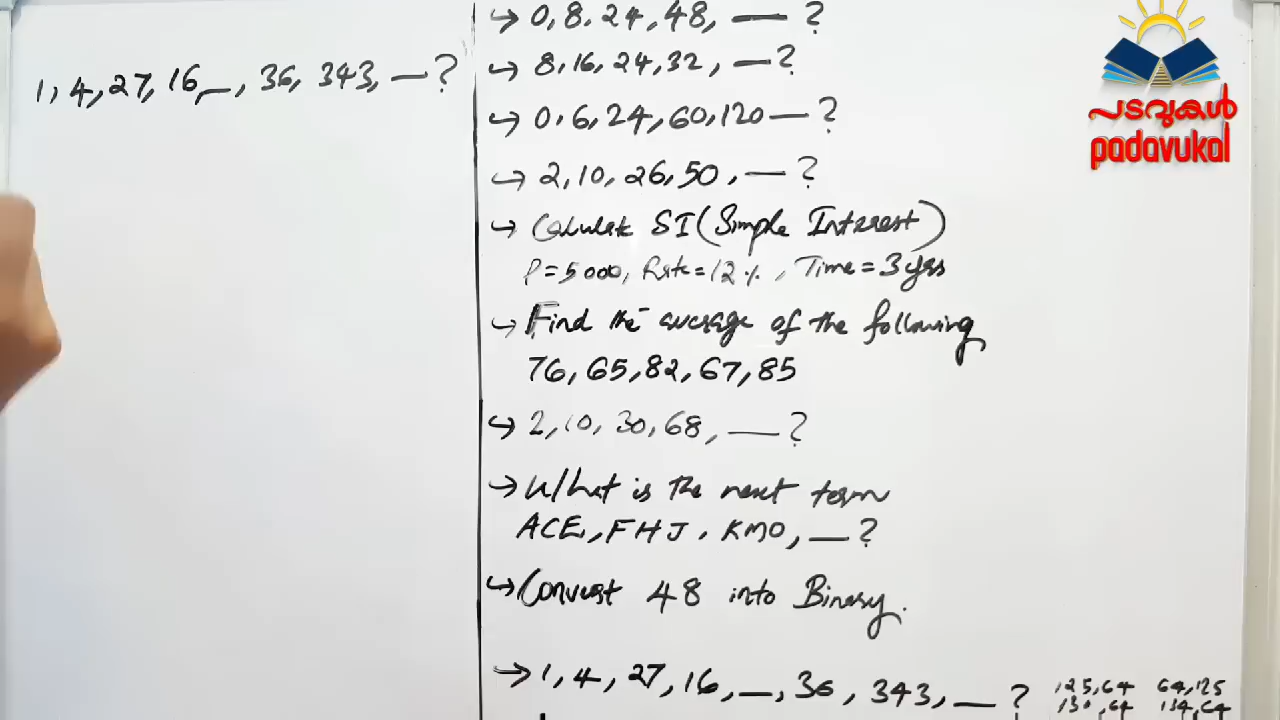 1, 4, 27, 16, __, 36, 343, __ ?
→ 0, 8, 24, 48, __ ?
→ 8, 16, 24, 32, __ ?
→ 0, 6, 24, 60, 120 __ ?
→ 2, 10, 26, 50, __ ?
→ Calculate SI (Simple Interest)
P = 5000, Rate = 12 %, Time = 3 yrs
→ Find the average of the following
76, 65, 82, 67, 85
→ 2, 10, 30, 68, __ ?
→ What is the next term
ACE, FHJ, KMO, __ ?
→ Convert 48 into Binary.
→ 1, 4, 27, 16, __, 36, 343, __ ?
125, 64 64, 125
130, 64 134, 64
പടവുകൾ
padavukal